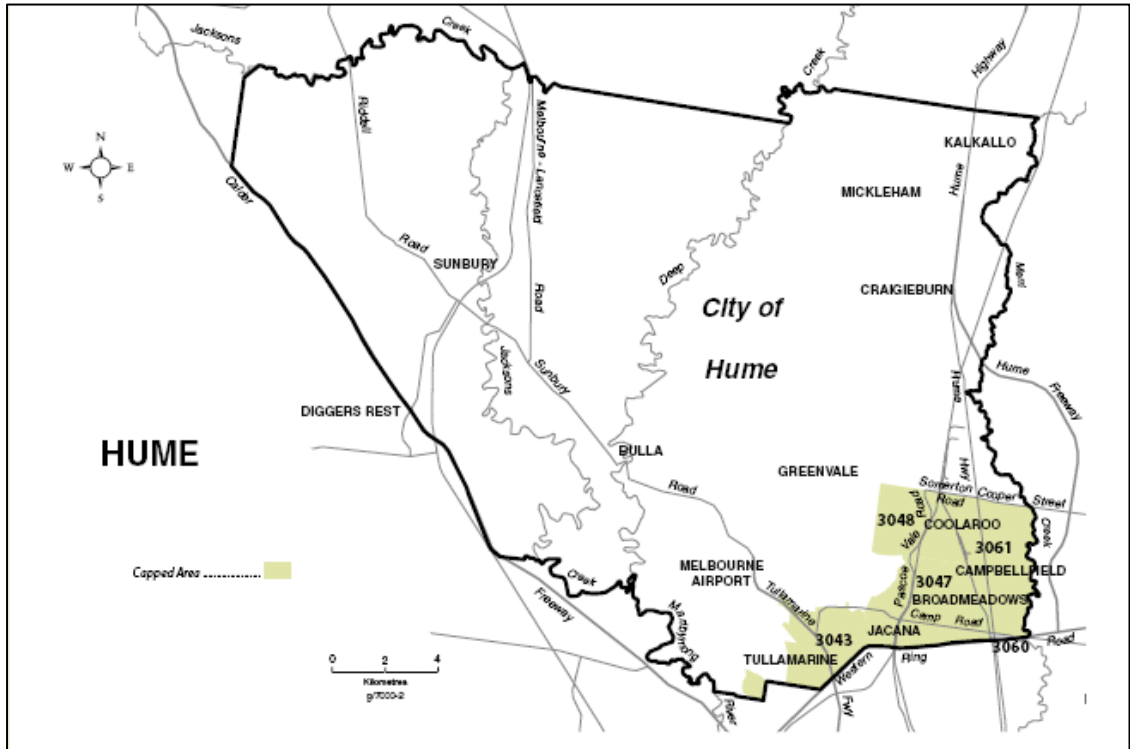 Jacksons
Creek
Creek
Highway
Riddell
Melbourne - Lancefield
KALKALLO
N
W
E
S
Hume
MICKLEHAM
Calder
Road
SUNBURY
Deep
Merri
CRAIGIEBURN
City of
Hume
Road
Sunbury
Jacksons
Hume
Freeway
Hume
DIGGERS REST
HUME
BULLA
GREENVALE
Hwy
Road
Somerton
Cooper
Street
Road
Road
3048
COOLAROO
Vale
3061
Creek
Capped Area
MELBOURNE
AIRPORT
CAMPBELLFIELD
3047
Pascoe
BROADMEADOWS
Creek
Freeway
Tullamarine
Camp
Road
Maribyrnong
3043
JACANA
Road
3060
TULLAMARINE
Western
Ring
0
2
4
Kilometres
g/7000-2
River
Fwy